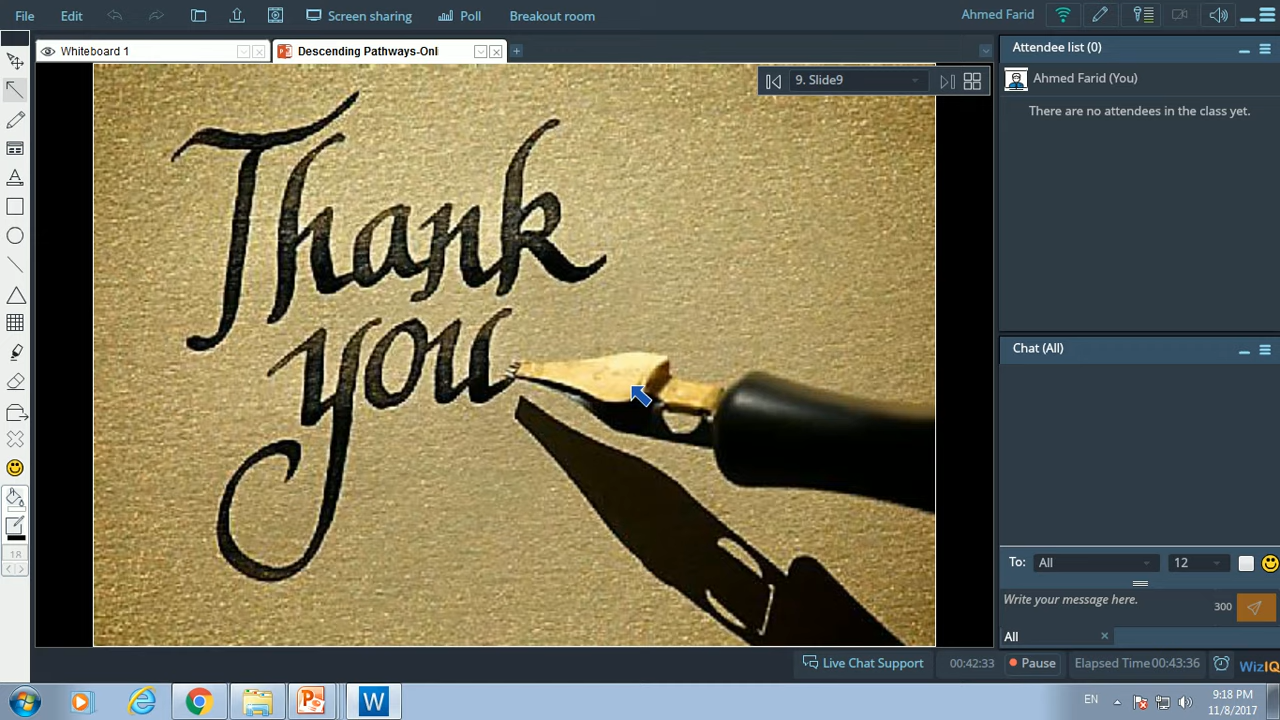 File Edit Screen sharing Poll Breakout room Ahmed Farid
Whiteboard 1
Descending Pathways-Onl
9. Slide9
Thank
you
Attendee list (0)
Ahmed Farid (You)
There are no attendees in the class yet.
Chat (All)
To: All 12
Write your message here. 300
All
18
Live Chat Support 00:42:33 Pause Elapsed Time 00:43:36 WizIQ
EN 9:18 PM
11/8/2017